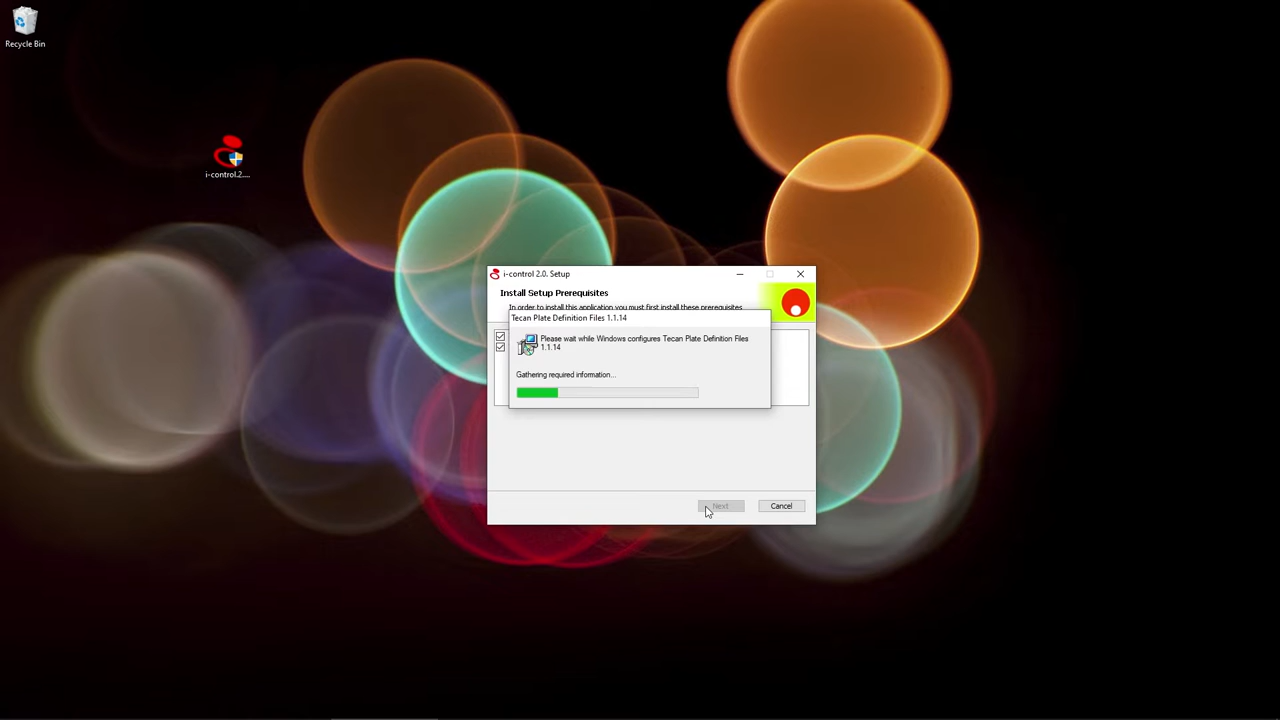 Recycle Bin
i-control.2....
i-control 2.0. Setup
Install Setup Prerequisites
In order to install this application you must first install these prerequisites
Tecan Plate Definition Files 1.1.14
Please wait while Windows configures Tecan Plate Definition Files
1.1.14
Gathering required information...
Next
Cancel